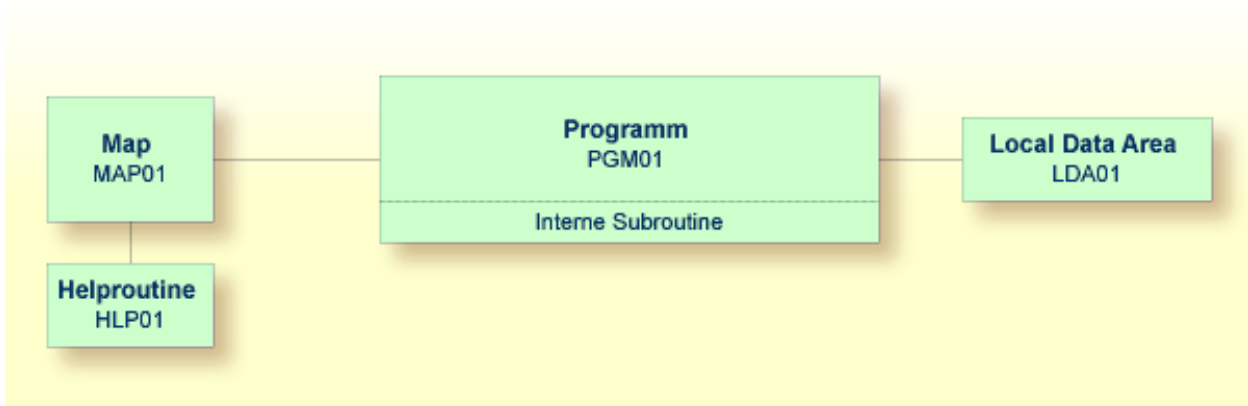 Map
MAP01
Programm
PGM01
Interne Subroutine
Local Data Area
LDA01
Helproutine
HLP01